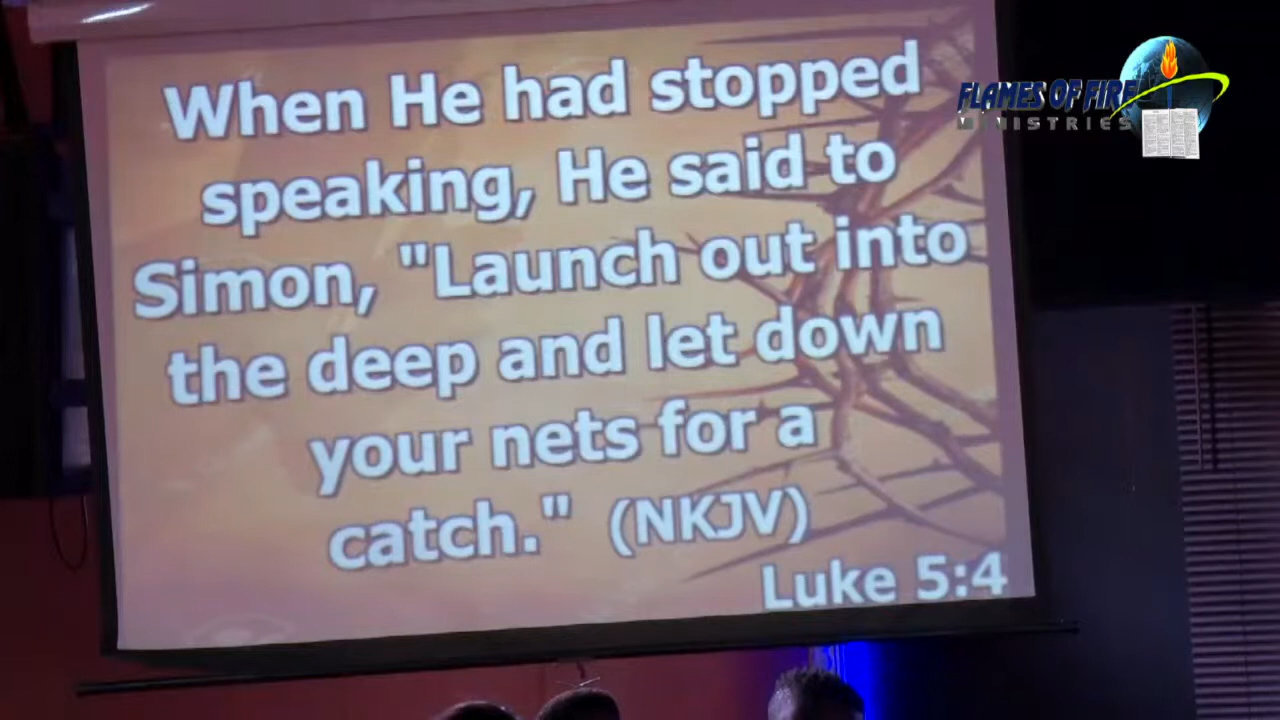 When He had stopped
speaking, He said to
Simon, "Launch out into
the deep and let down
your nets for a
catch." (NKJV)
Luke 5:4
FLAMES OF FIRE
MINISTRIES